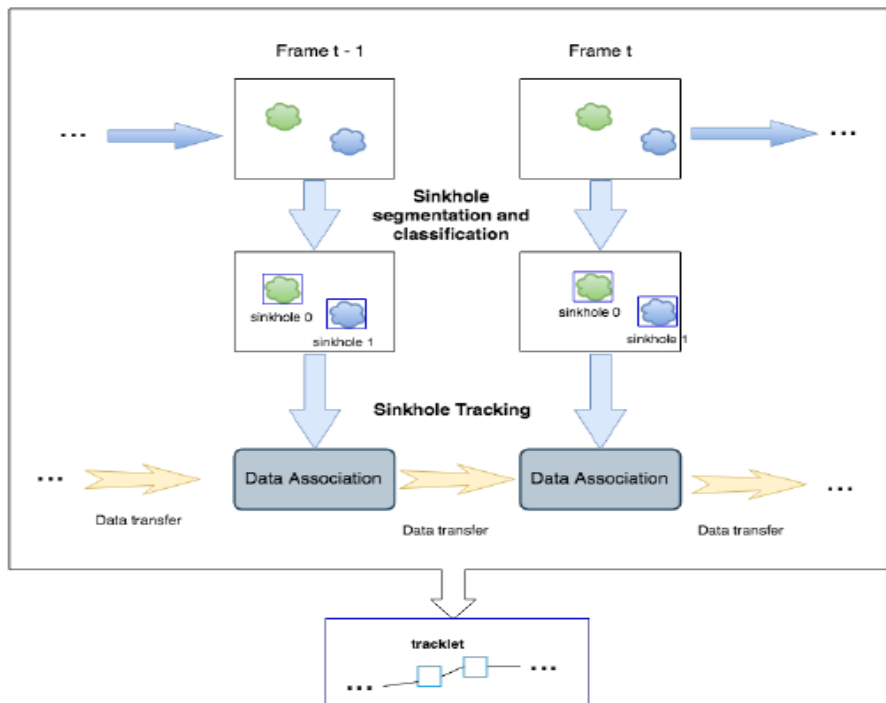 Frame t - 1
Frame t
...
...
Sinkhole
segmentation and
classification
sinkhole 0
sinkhole 1
sinkhole 0
sinkhole 1
Sinkhole Tracking
...
Data Association
Data Association
...
Data transfer
Data transfer
Data transfer
tracklet
...
...